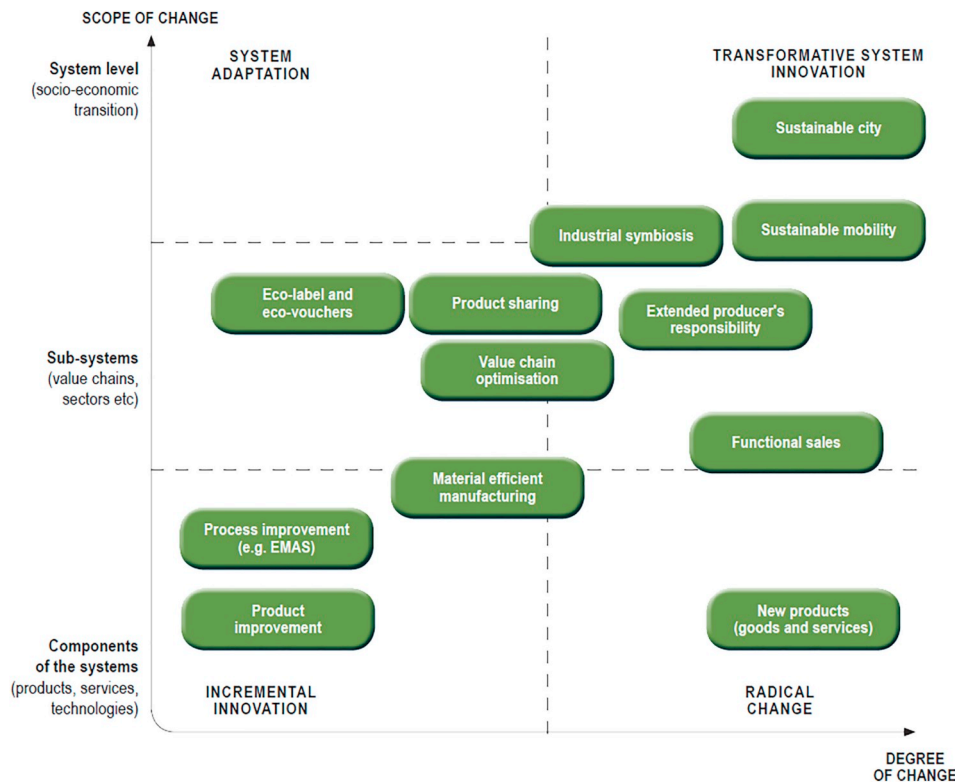 SCOPE OF CHANGE
System level
(socio-economic
transition)
SYSTEM
ADAPTATION
TRANSFORMATIVE SYSTEM
INNOVATION
Sustainable city
Industrial symbiosis
Sustainable mobility
Eco-label and
eco-vouchers
Product sharing
Extended producer's
responsibility
Sub-systems
(value chains,
sectors etc)
Value chain
optimisation
Functional sales
Material efficient
manufacturing
Process improvement
(e.g. EMAS)
Product
improvement
New products
(goods and services)
Components
of the systems
(products, services,
technologies)
INCREMENTAL
INNOVATION
RADICAL
CHANGE
DEGREE
OF CHANGE